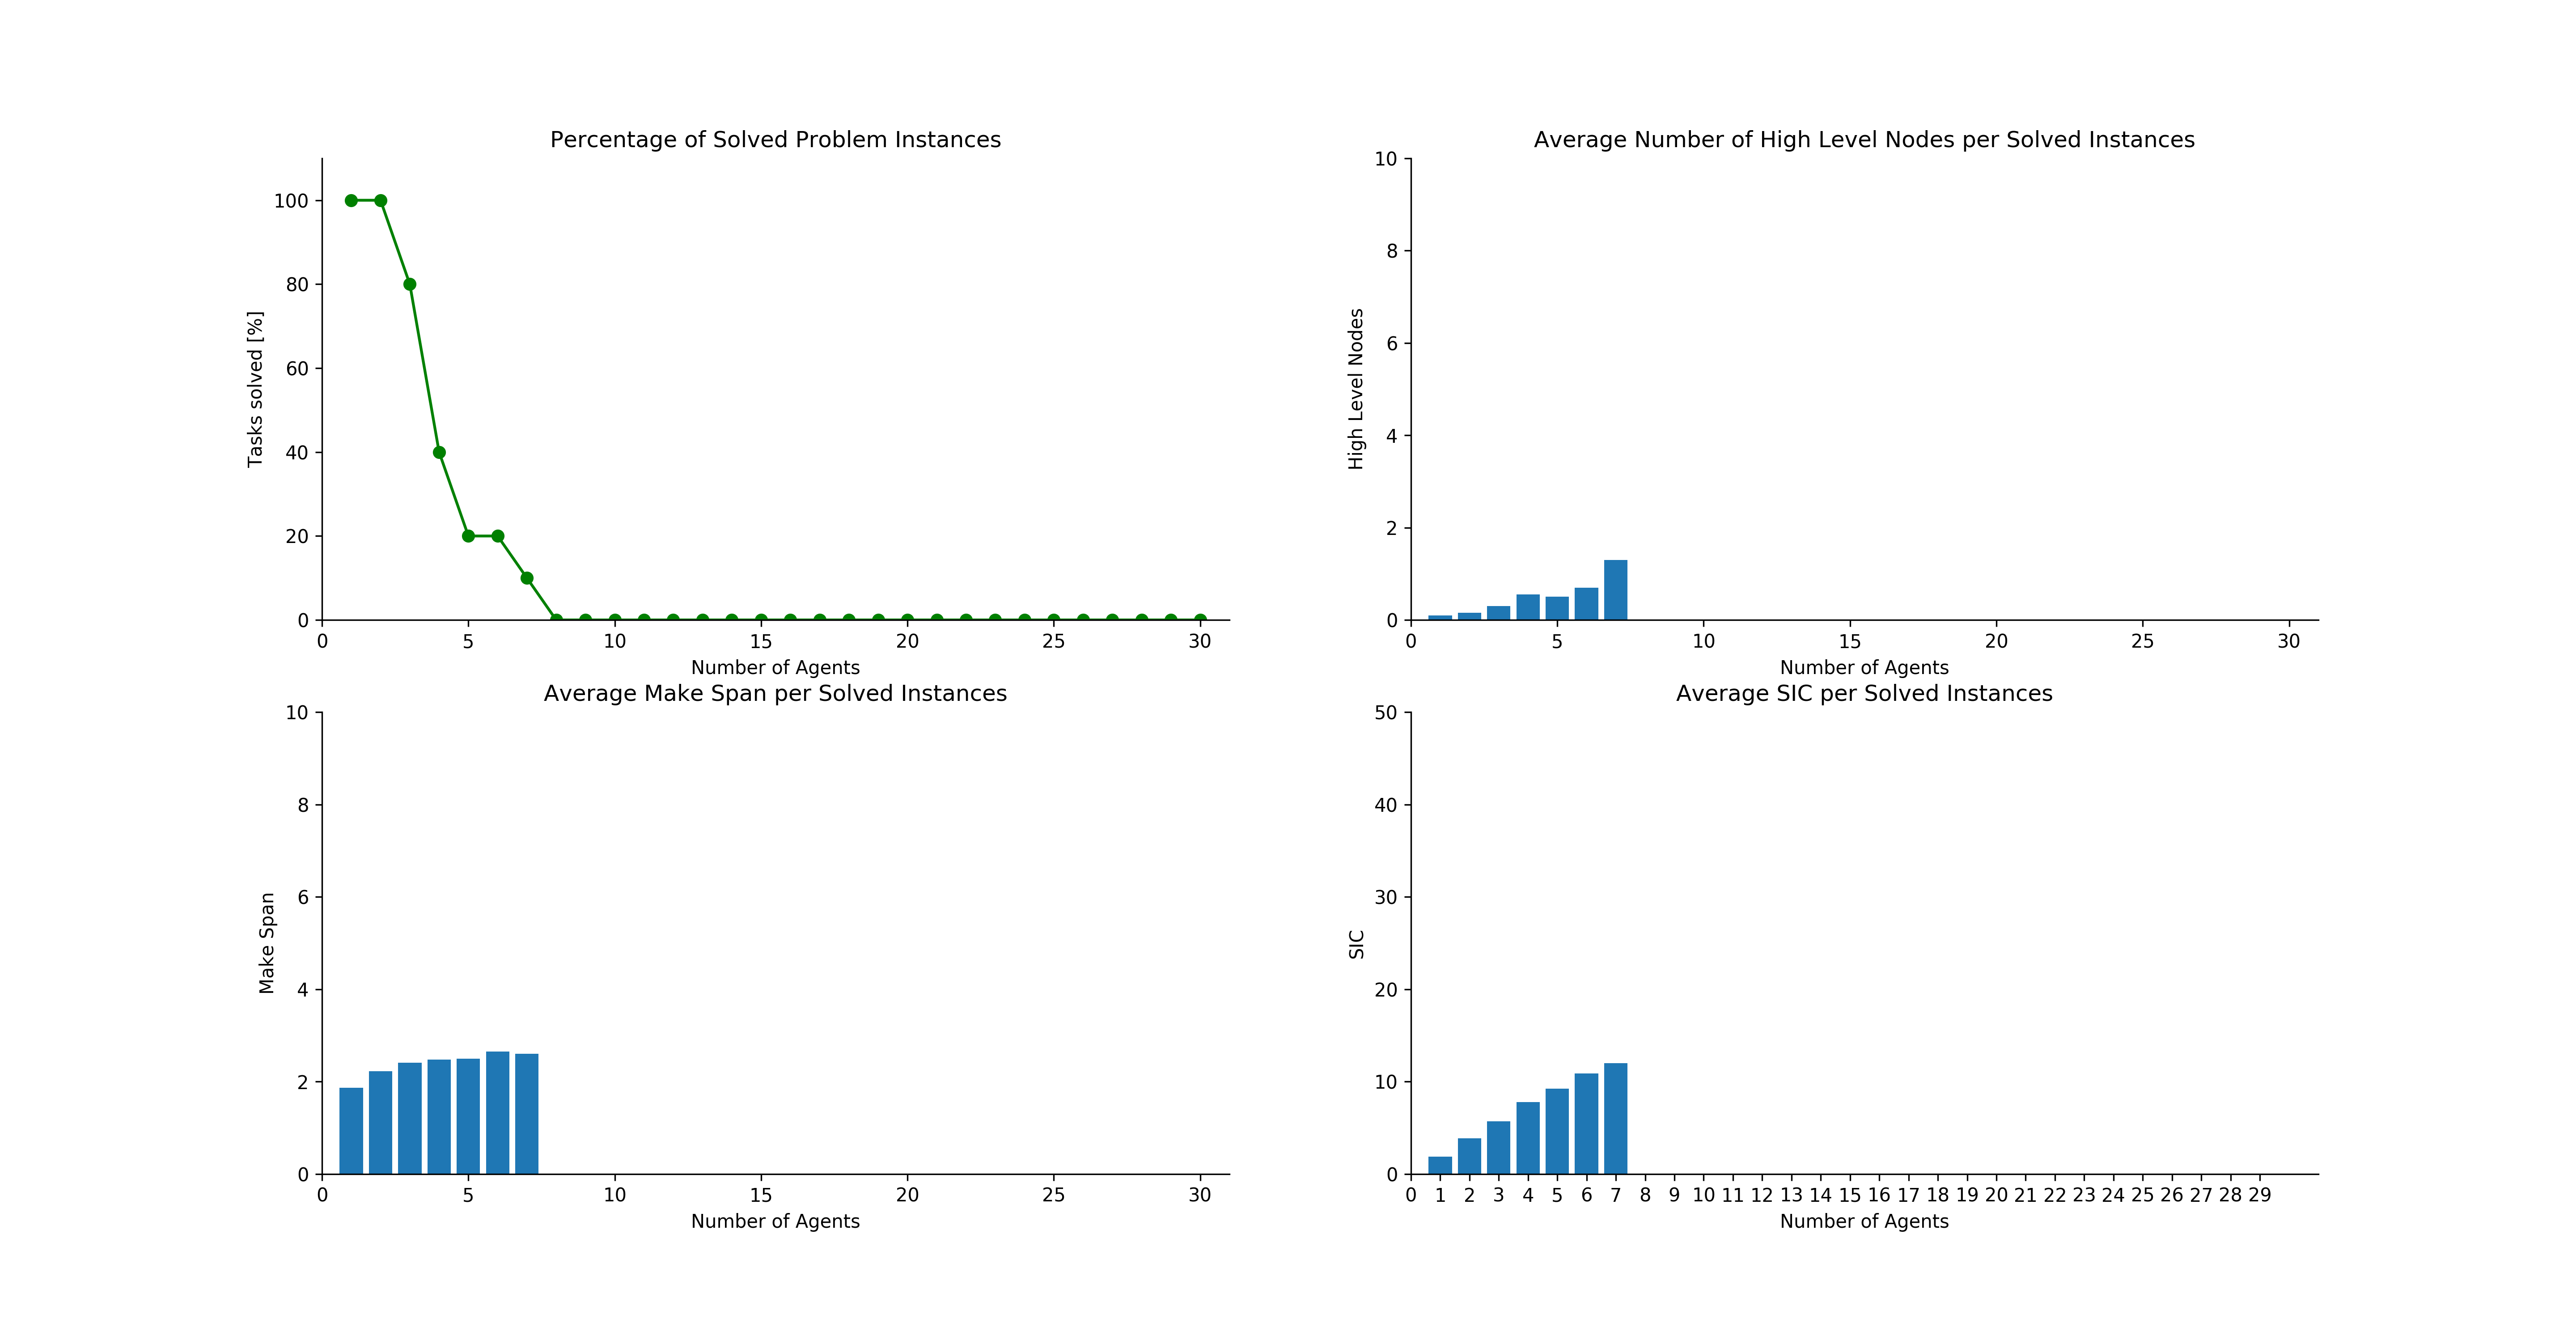 Percentage of Solved Problem Instances
100
80
60
40
20
0
Tasks solved [%]
0 5 10 15 20 25 30
Number of Agents
Average Number of High Level Nodes per Solved Instances
10
8
6
4
2
0
High Level Nodes
0 5 10 15 20 25 30
Number of Agents
Average Make Span per Solved Instances
10
8
6
4
2
0
Make Span
0 5 10 15 20 25 30
Number of Agents
Average SIC per Solved Instances
50
40
30
20
10
0
SIC
0 1 2 3 4 5 6 7 8 9 10 11 12 13 14 15 16 17 18 19 20 21 22 23 24 25 26 27 28 29
Number of Agents